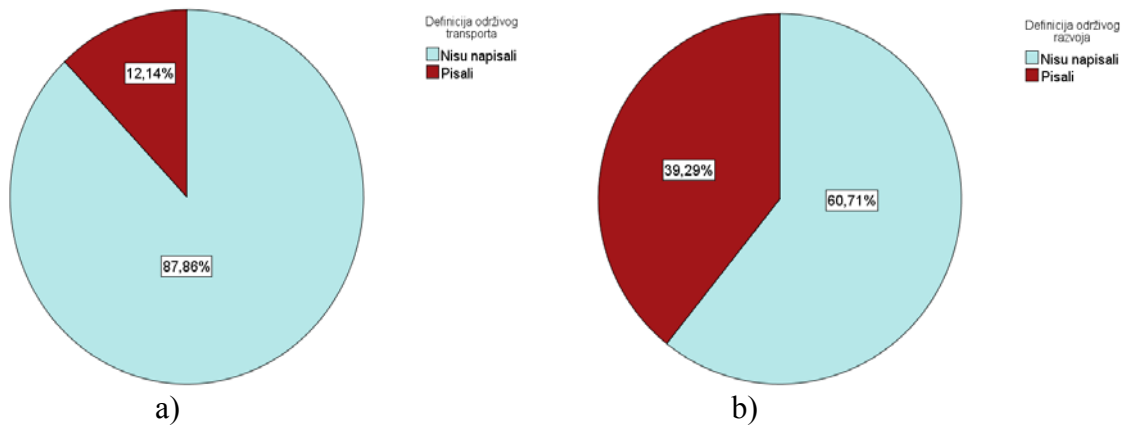 Definicija održivog
transporta
Nisu napisali
Pisali
12,14%
87,86%
a)
Definicija održivog
razvoja
Nisu napisali
Pisali
39,29%
60,71%
b)